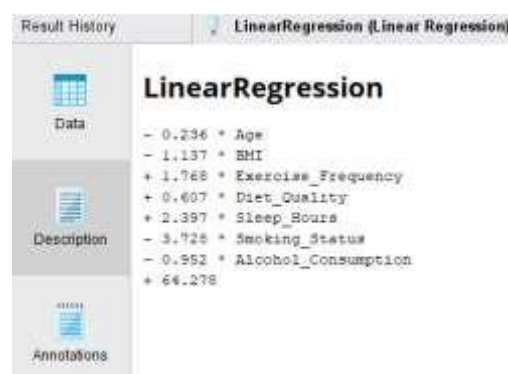 Result History
LinearRegression (Linear Regression)
Data
Description
Annotations
LinearRegression
- 0.236 * Age
- 1.137 * BMI
+ 1.768 * Exercise_Frequency
+ 0.607 * Diet_Quality
+ 2.397 * Sleep_Hours
- 3.728 * Smoking_Status
- 0.952 * Alcohol_Consumption
+ 64.278